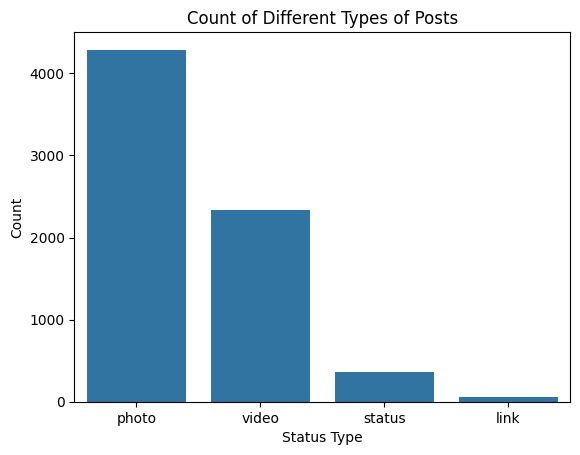 Count of Different Types of Posts
4000
3000
2000
1000
0
Count
photo video status link
Status Type